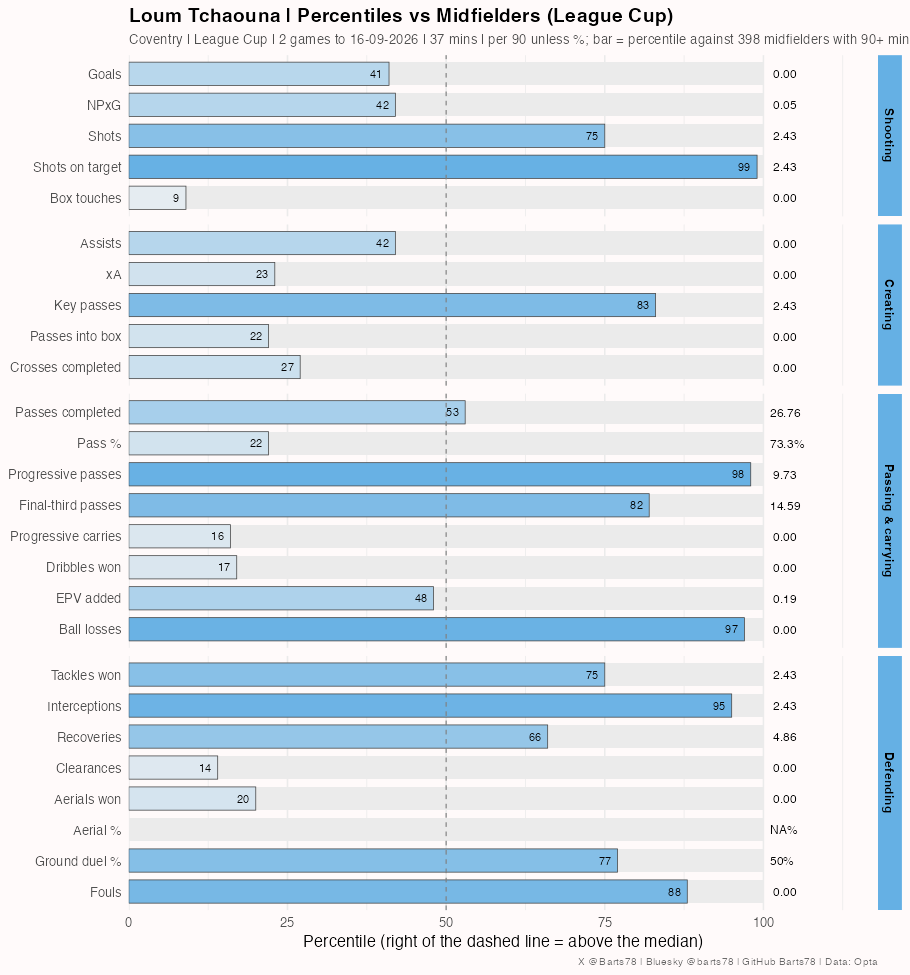 Loum Tchaouna | Percentiles vs Midfielders (League Cup)
Coventry | League Cup | 2 games to 16-09-2026 | 37 mins | per 90 unless %; bar = percentile against 398 midfielders with 90+ min
Shooting
Goals 41 0.00
NPxG 42 0.05
Shots 75 2.43
Shots on target 99 2.43
Box touches 9 0.00
Creating
Assists 42 0.00
xA 23 0.00
Key passes 83 2.43
Passes into box 22 0.00
Crosses completed 27 0.00
Passing & carrying
Passes completed 53 26.76
Pass % 22 73.3%
Progressive passes 98 9.73
Final-third passes 82 14.59
Progressive carries 16 0.00
Dribbles won 17 0.00
EPV added 48 0.19
Ball losses 97 0.00
Defending
Tackles won 75 2.43
Interceptions 95 2.43
Recoveries 66 4.86
Clearances 14 0.00
Aerials won 20 0.00
Aerial % NA%
Ground duel % 77 50%
Fouls 88 0.00
0 25 50 75 100
Percentile (right of the dashed line = above the median)
X @Barts78 | Bluesky @barts78 | GitHub Barts78 | Data: Opta